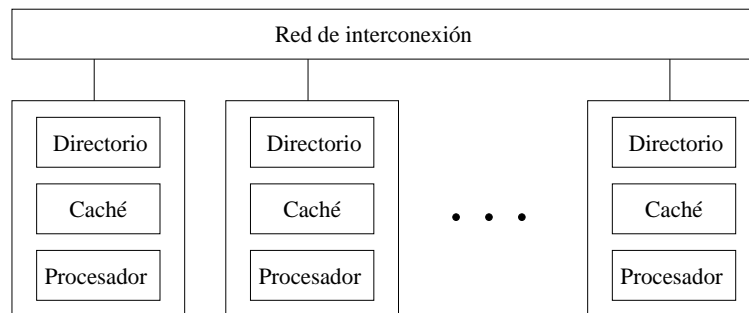 Red de interconexión
Directorio
Directorio
Directorio
Caché
Caché
Caché
Procesador
Procesador
Procesador